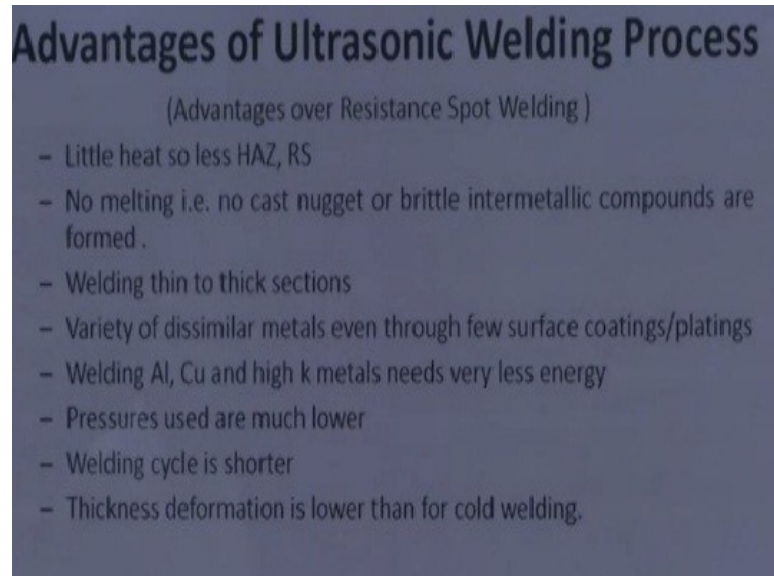 Advantages of Ultrasonic Welding Process
(Advantages over Resistance Spot Welding )
– Little heat so less HAZ, RS
– No melting i.e. no cast nugget or brittle intermetallic compounds are
formed .
– Welding thin to thick sections
– Variety of dissimilar metals even through few surface coatings/platings
– Welding Al, Cu and high k metals needs very less energy
– Pressures used are much lower
– Welding cycle is shorter
– Thickness deformation is lower than for cold welding.